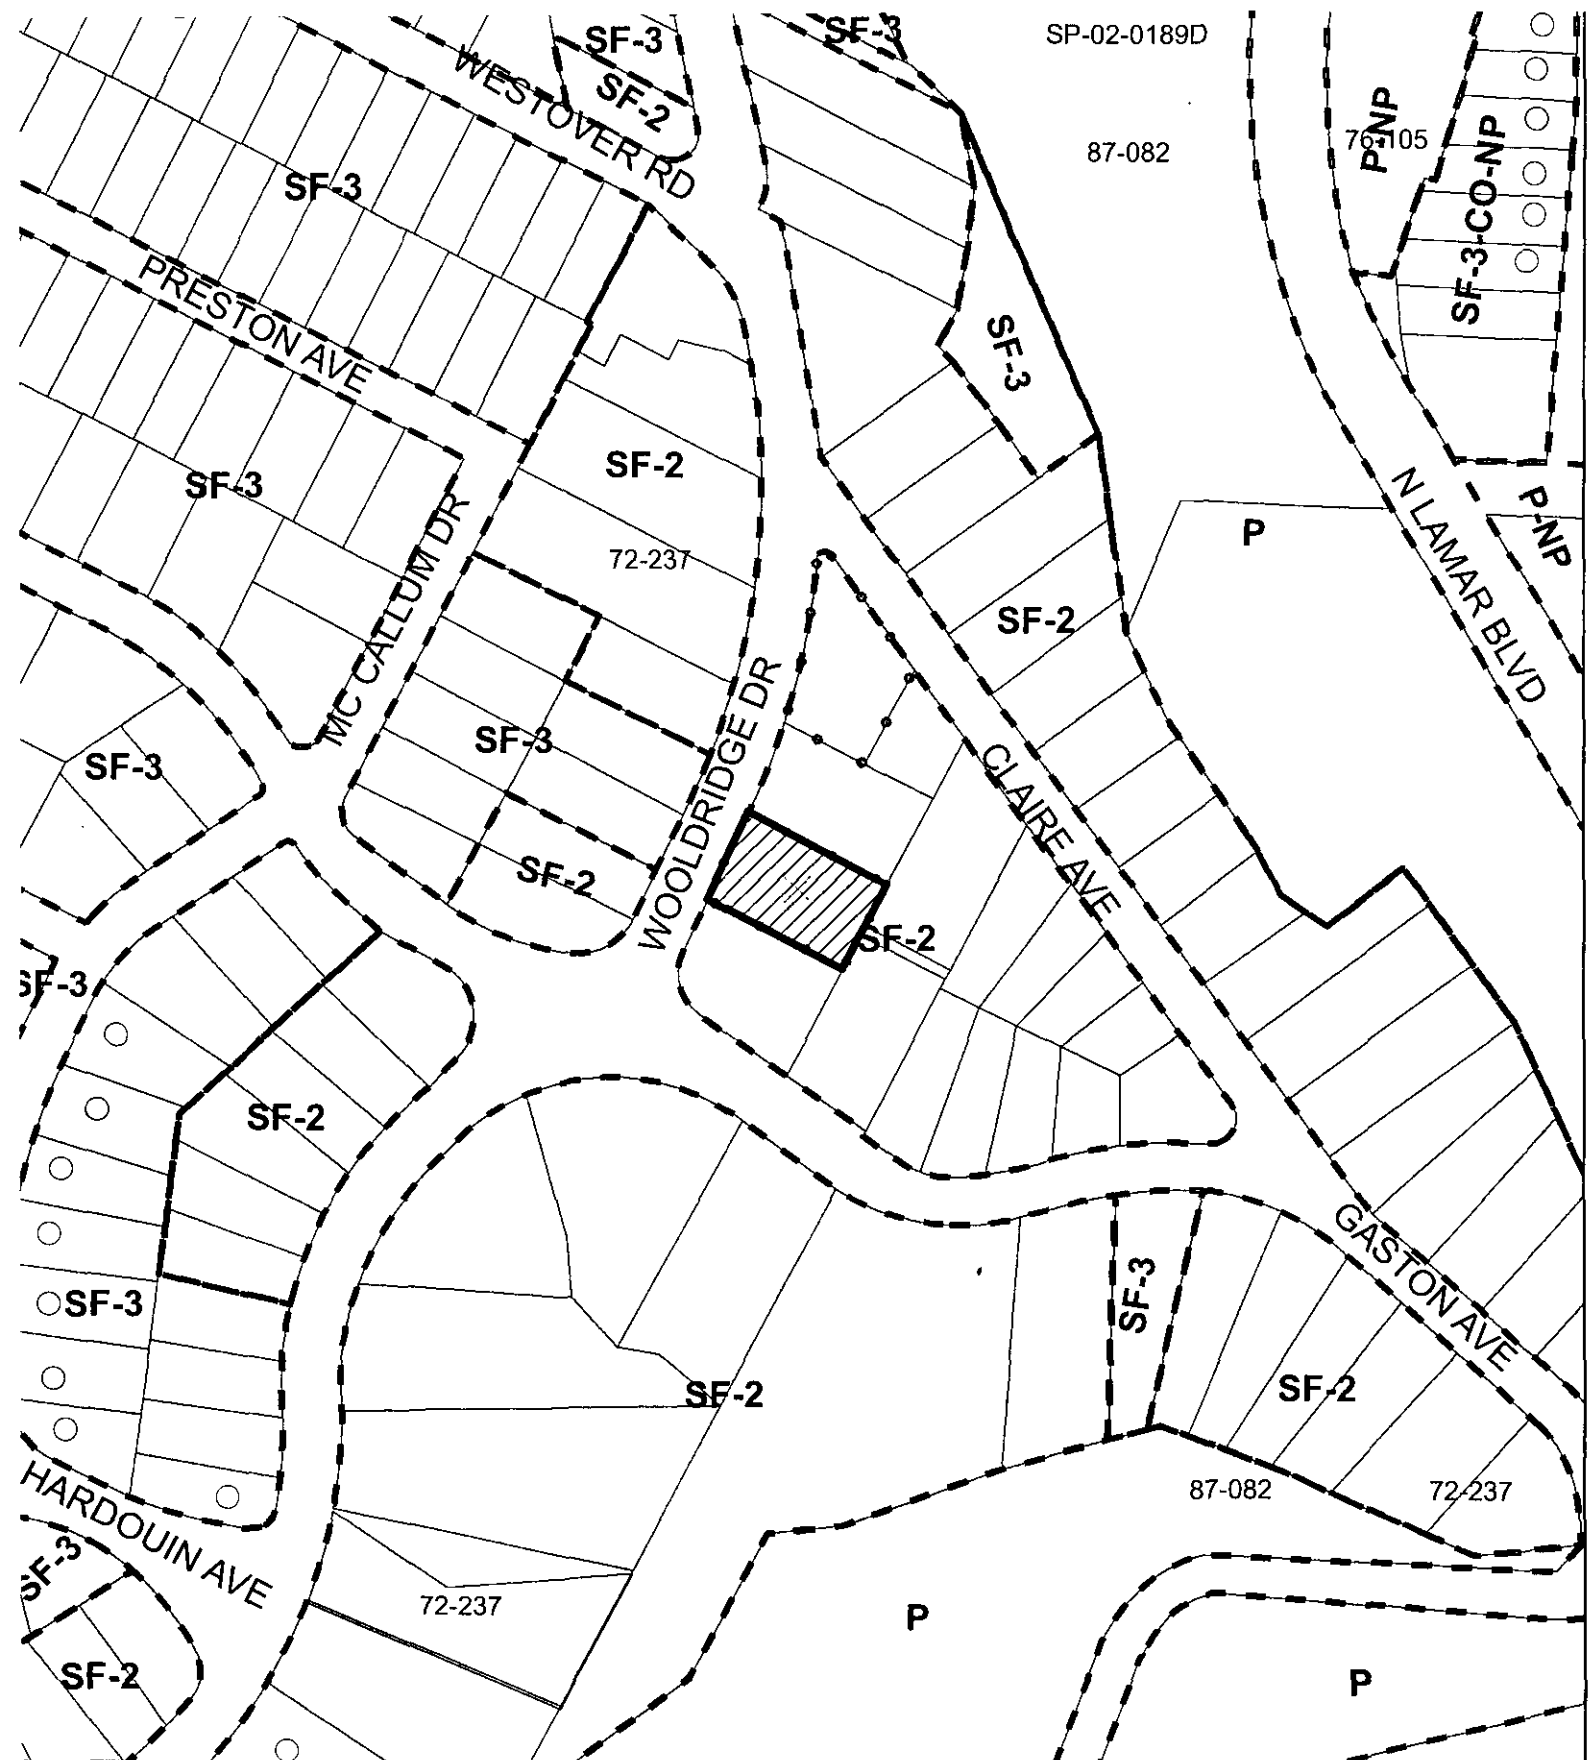 SF-3
SF-3
SP-02-0189D
WESTOVER RD
SF-2
87-082
P-NP
76-105
SF-3-CO-NP
SF-3
PRESTON AVE
SF-3
SF-2
SF-3
N LAMAR BLVD
P-NP
P
MC CALLUM DR
72-237
SF-2
WOOLDRIDGE DR
SF-3
SF-3
CLAIRE AVE
SF-2
SF-2
SF-3
SF-2
GASTON AVE
SF-3
SF-3
SF-2
SF-2
HARDOUIN AVE
87-082
72-237
SF-3
72-237
P
SF-2
P